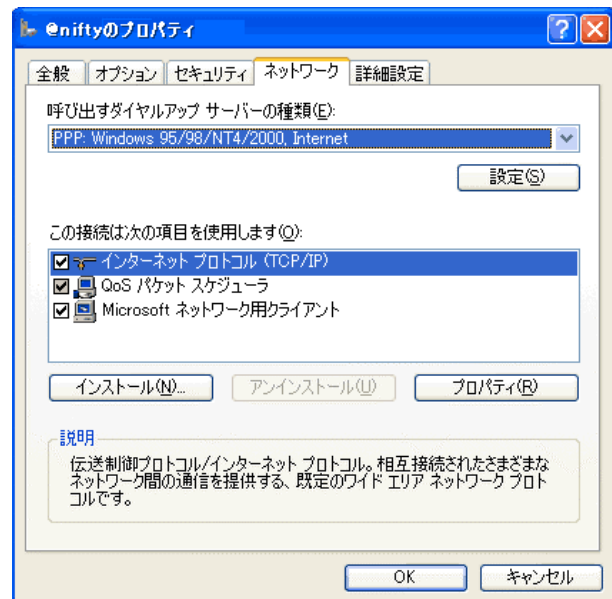 @niftyのプロパティ
全般 オプション セキュリティ ネットワーク 詳細設定
呼び出すダイヤルアップ サーバーの種類(E):
PPP: Windows 95/98/NT4/2000, Internet
設定(S)
この接続は次の項目を使用します(O):
インターネット プロトコル (TCP/IP)
QoS パケット スケジューラ
Microsoft ネットワーク用クライアント
インストール(N)... アンインストール(U) プロパティ(R)
説明
伝送制御プロトコル/インターネット プロトコル。相互接続されたさまざまな
ネットワーク間の通信を提供する、既定のワイド エリア ネットワーク プロト
コルです。
OK キャンセル